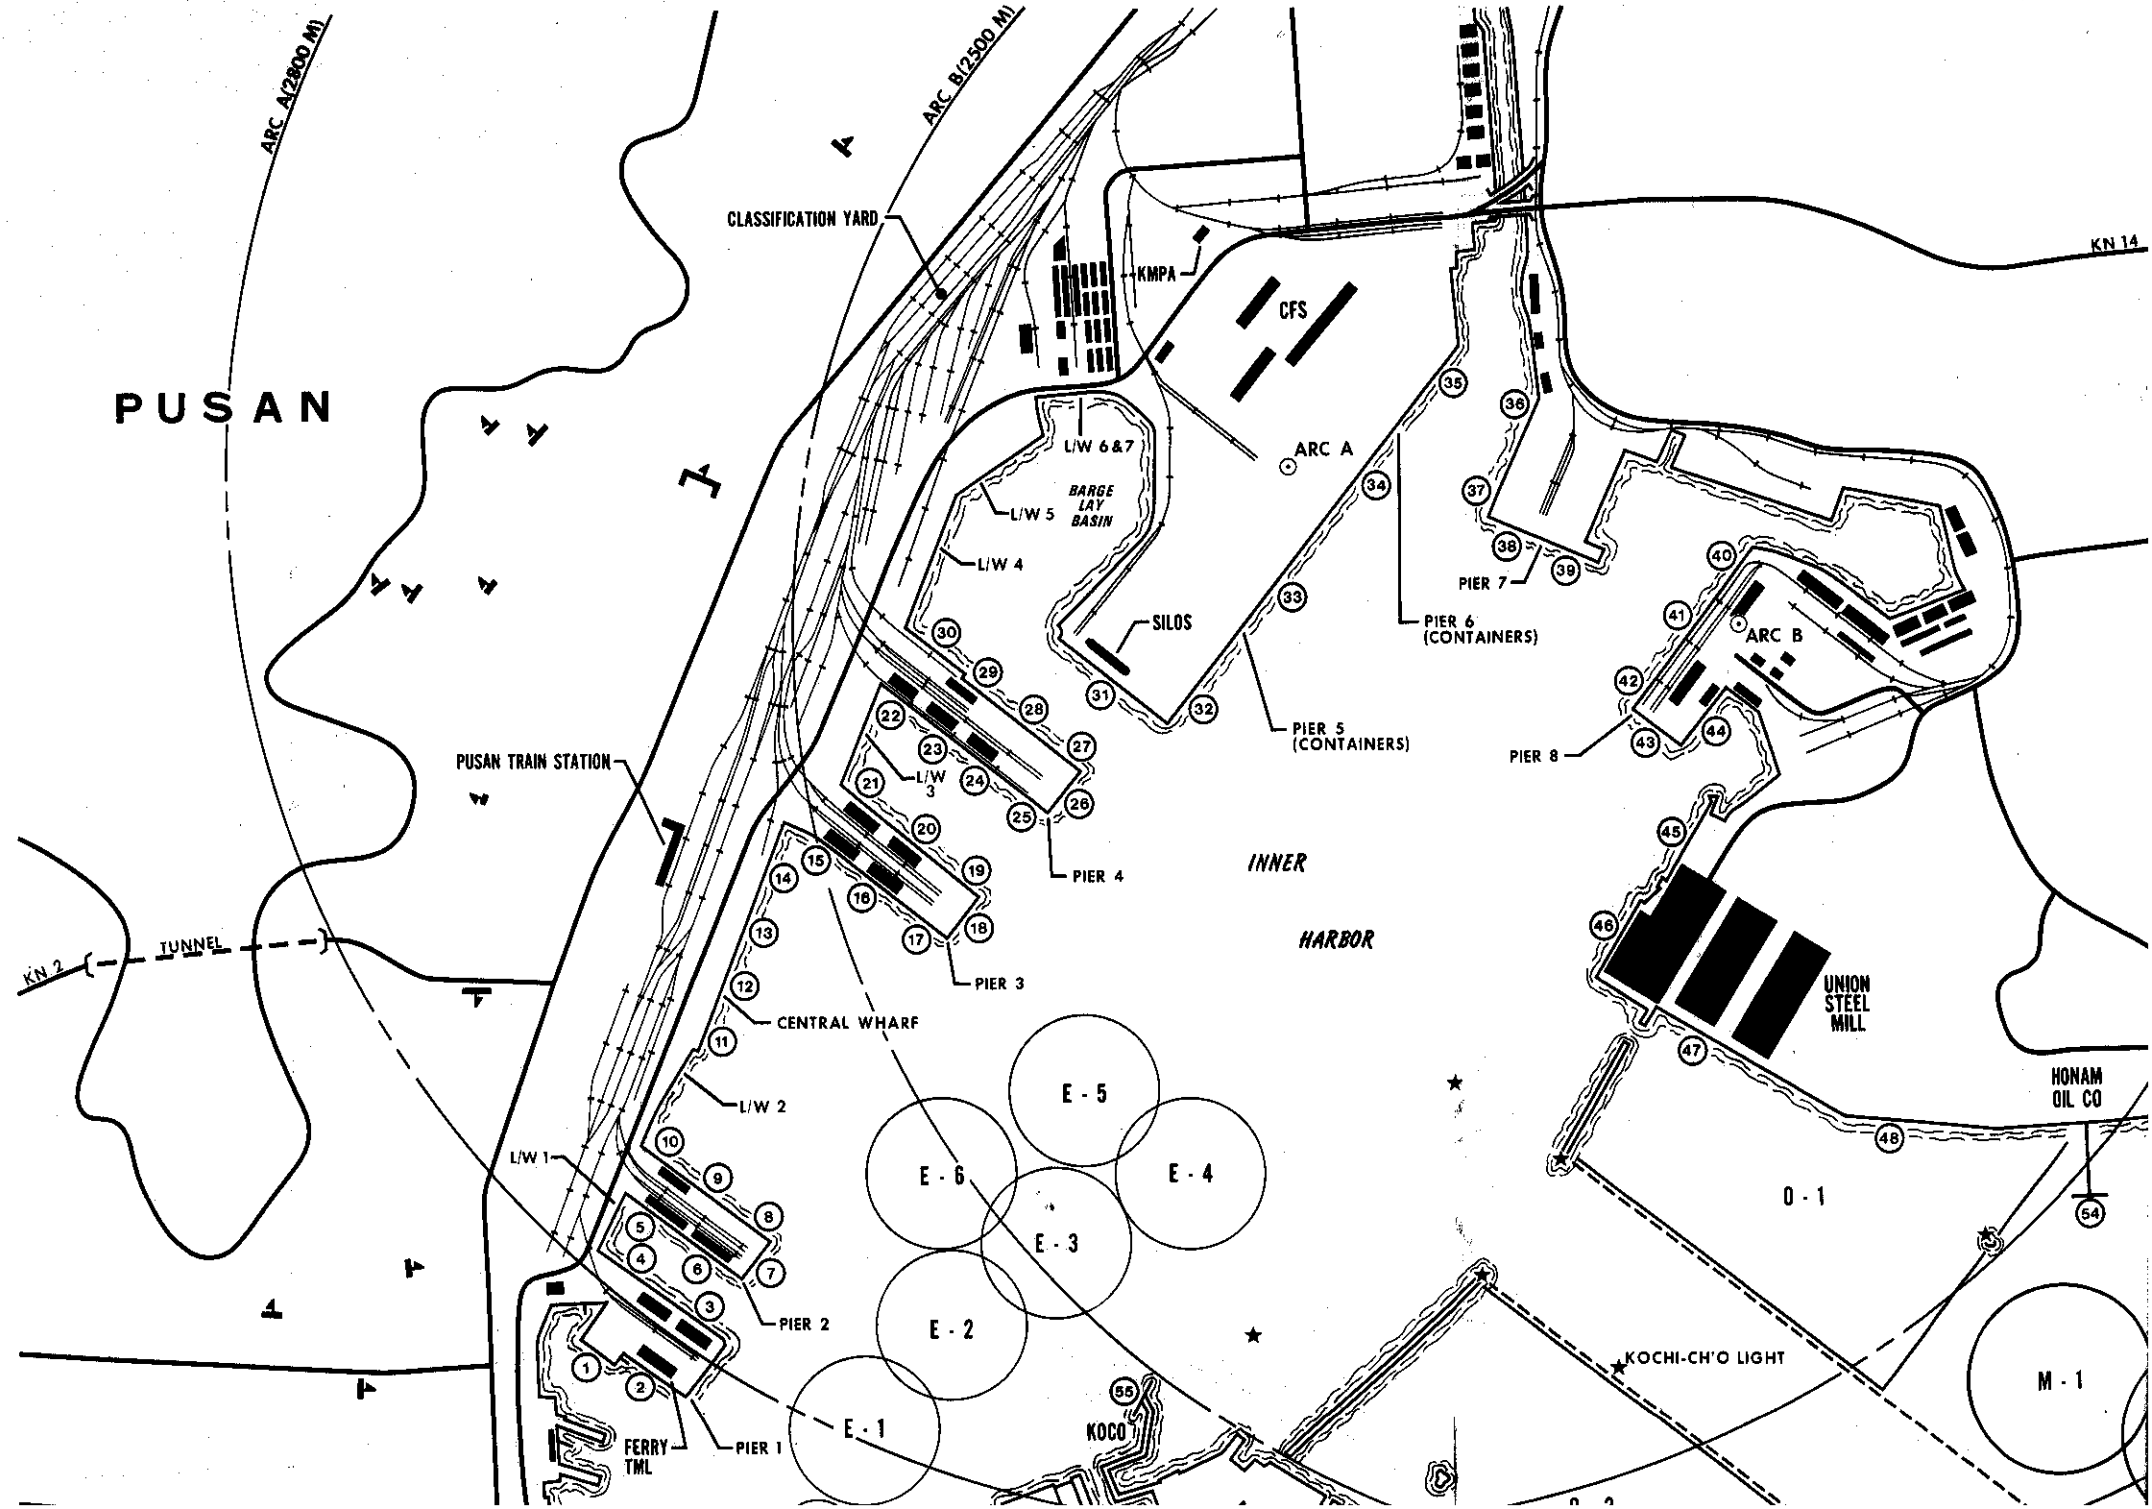 ARC A(2800 M)
ARC B(2500 M)
CLASSIFICATION YARD
KN 14
KMPA
CFS
PUSAN
35
36
L/W 6&7
ARC A
34
37
BARGE
LAY
BASIN
L/W 5
38
39
40
L/W 4
PIER 7
33
41
SILOS
PIER 6
(CONTAINERS)
ARC B
30
29
31
32
42
28
22
43
44
PIER 5
(CONTAINERS)
PIER 8
23
27
PUSAN TRAIN STATION
L/W
3
24
21
26
25
20
45
15
INNER
14
PIER 4
19
16
46
13
18
17
HARBOR
TUNNEL
KN 2
12
PIER 3
UNION
STEEL
MILL
CENTRAL WHARF
11
47
HONAM
OIL CO
E - 5
L/W 2
10
48
L/W 1
9
E - 6
E - 4
O - 1
8
54
5
E - 3
4
6
7
3
PIER 2
E - 2
KOCHI-CH'O LIGHT
1
2
55
M - 1
KOCO
E - 1
FERRY
TML
PIER 1